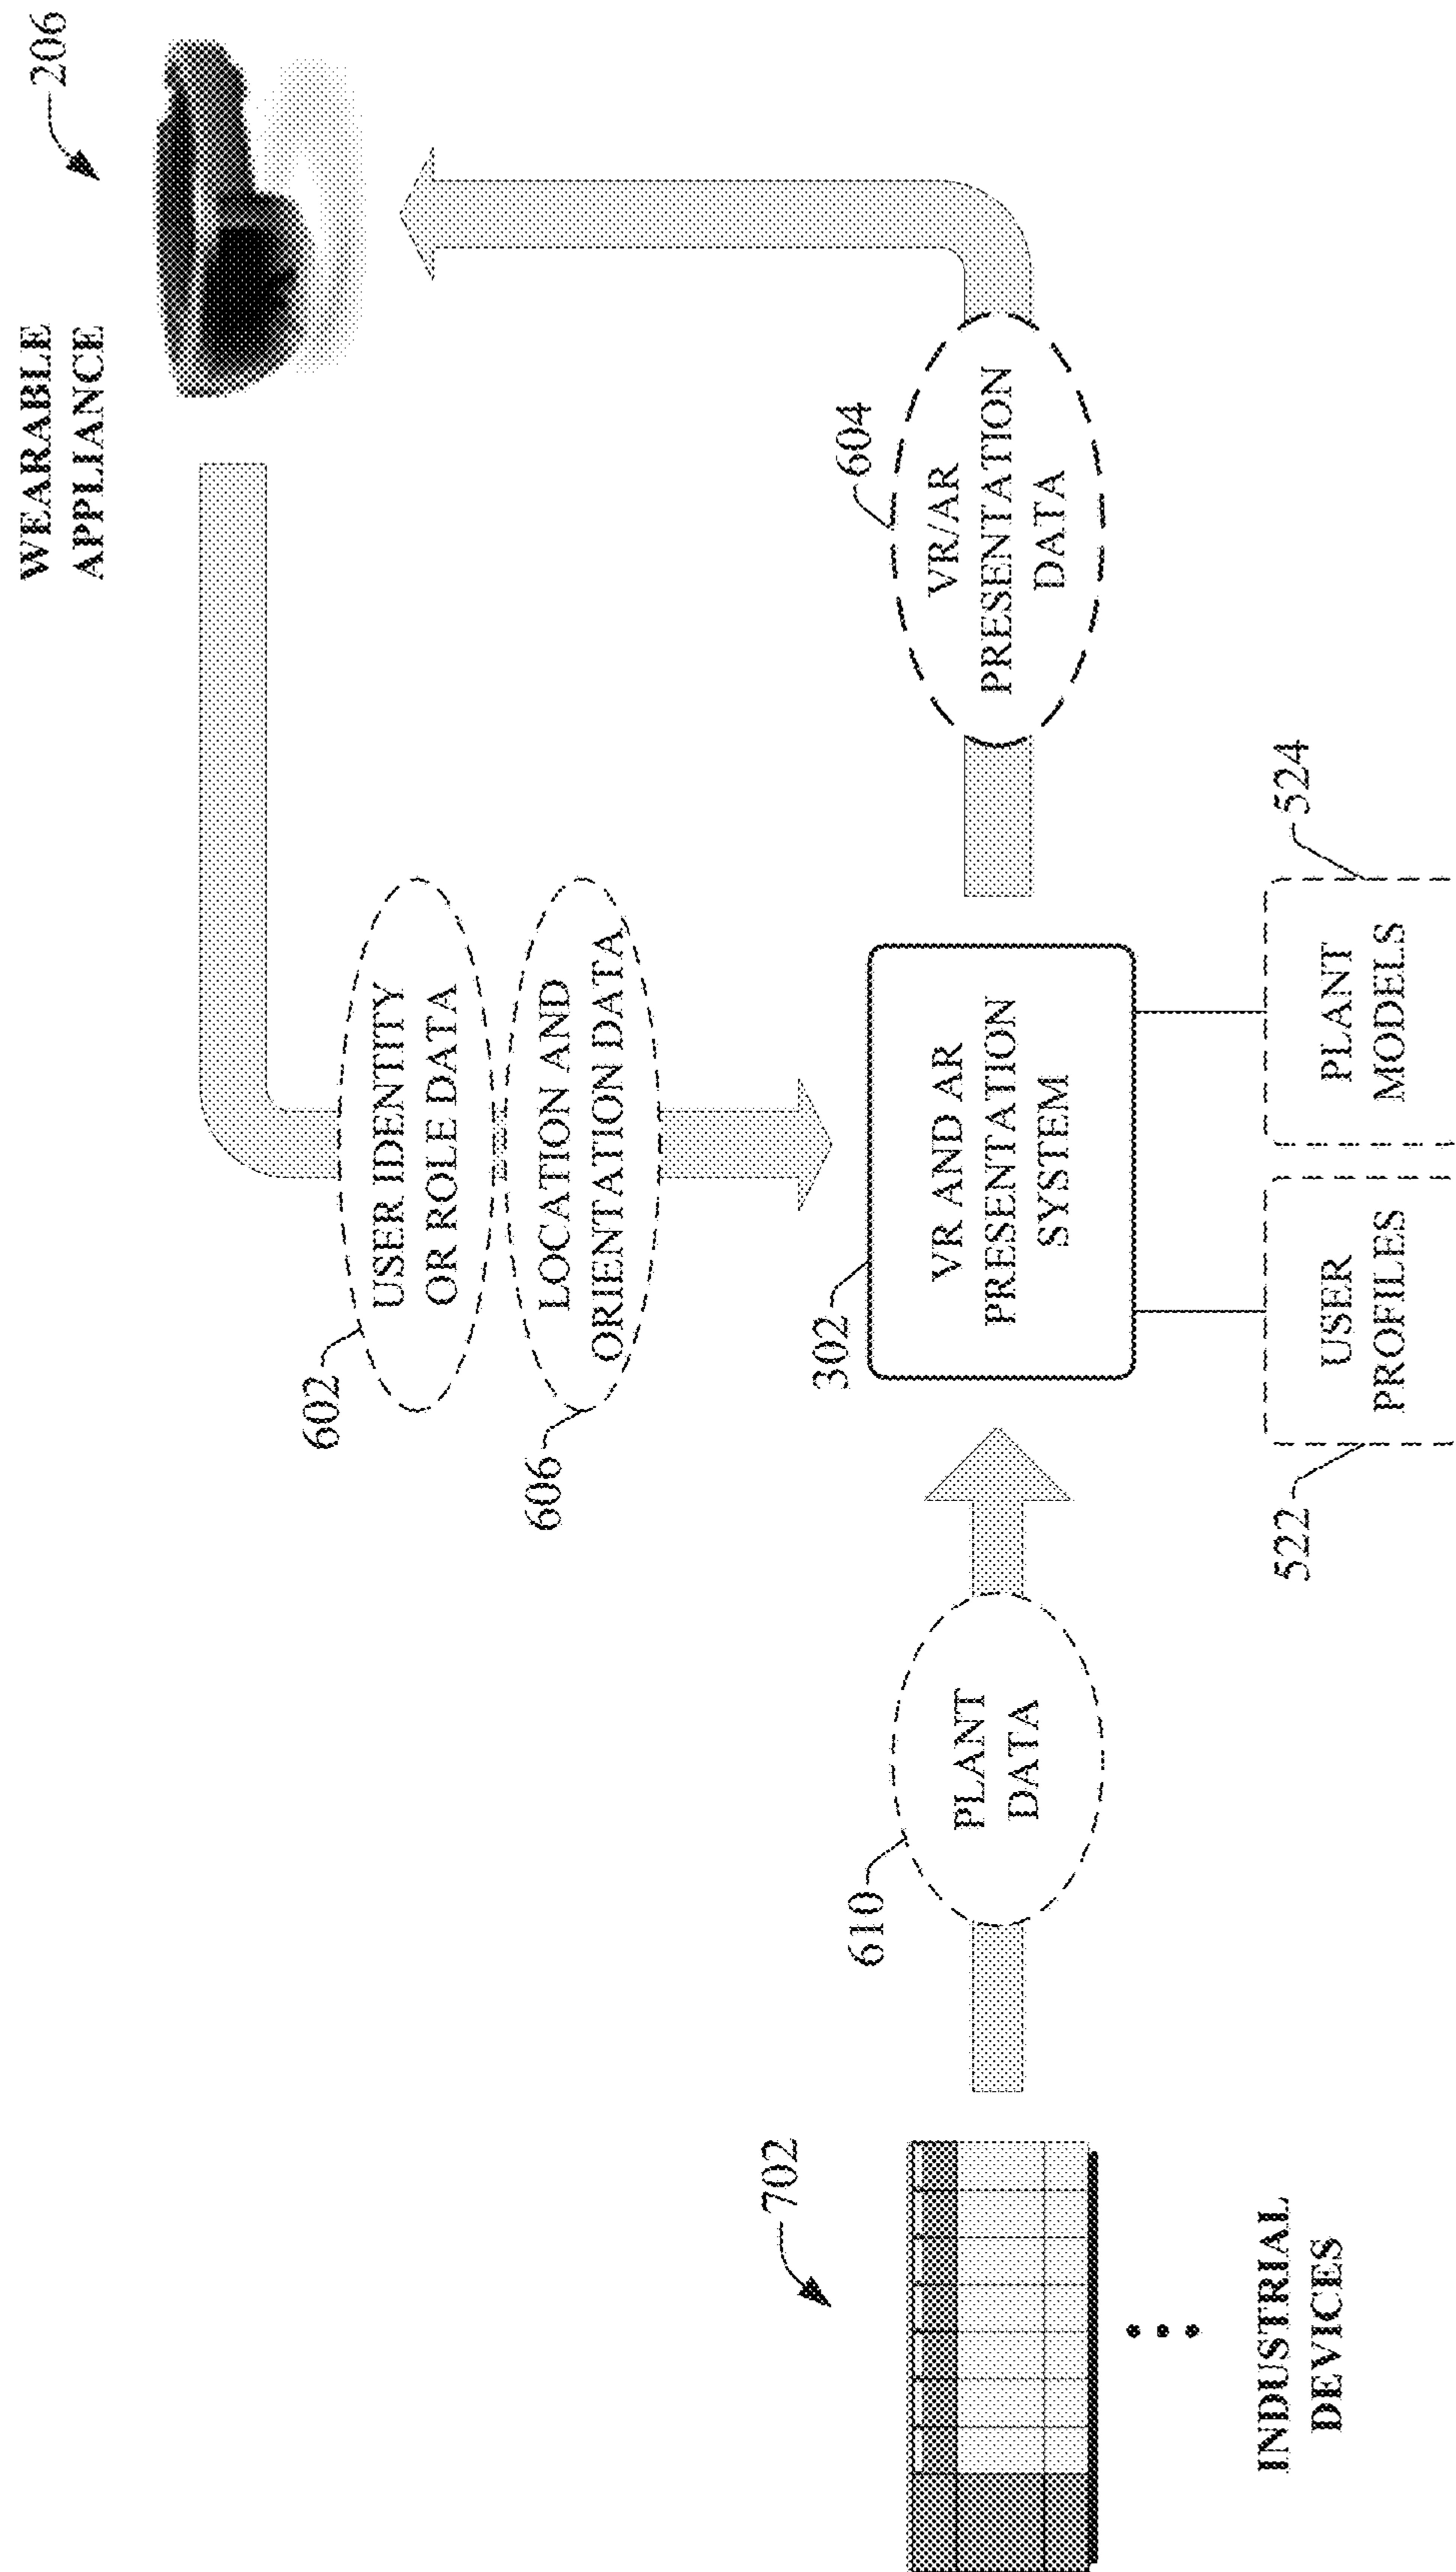 WEARABLE
APPLIANCE
206
602
USER IDENTITY
OR ROLE DATA
606
LOCATION AND
ORIENTATION DATA
604
VR/AR
PRESENTATION
DATA
302
VR AND AR
PRESENTATION
SYSTEM
610
PLANT
DATA
702
INDUSTRIAL
DEVICES
522
USER
PROFILES
524
PLANT
MODELS